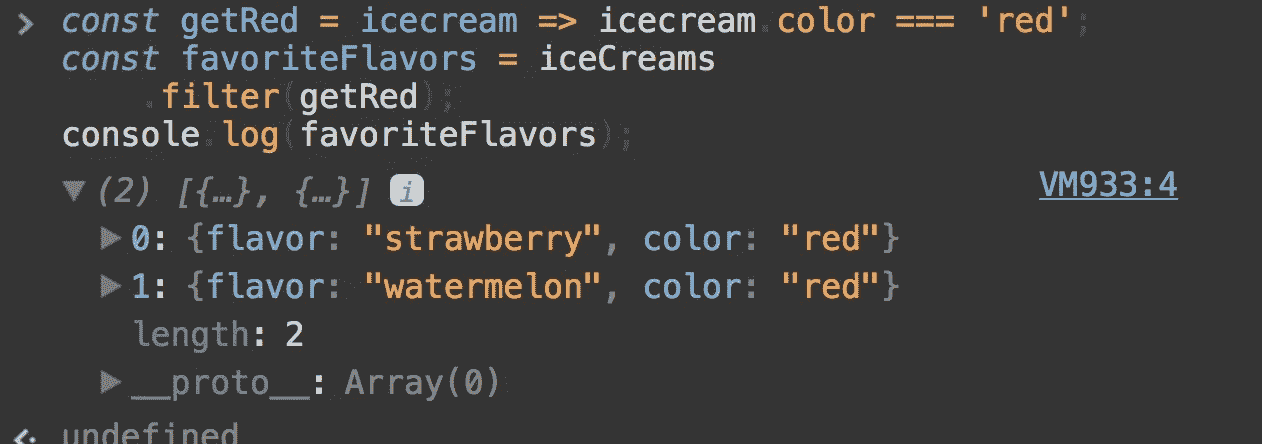 const getRed = icecream => icecream.color === 'red';
const favoriteFlavors = iceCreams
.filter(getRed);
console.log(favoriteFlavors);
(2) [{…}, {…}] i
VM933:4
0: {flavor: "strawberry", color: "red"}
1: {flavor: "watermelon", color: "red"}
length: 2
__proto__: Array(0)
undefined